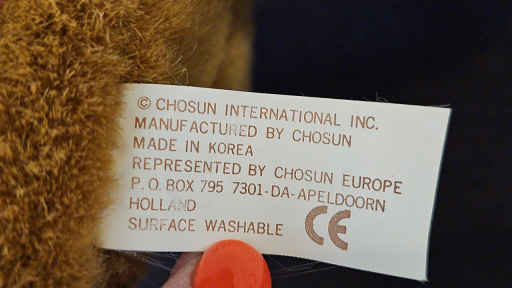 © CHOSUN INTERNATIONAL INC.
MANUFACTURED BY CHOSUN
MADE IN KOREA
REPRESENTED BY CHOSUN EUROPE
P.O.BOX 795 7301-DA-APELDOORN
HOLLAND
SURFACE WASHABLE CE